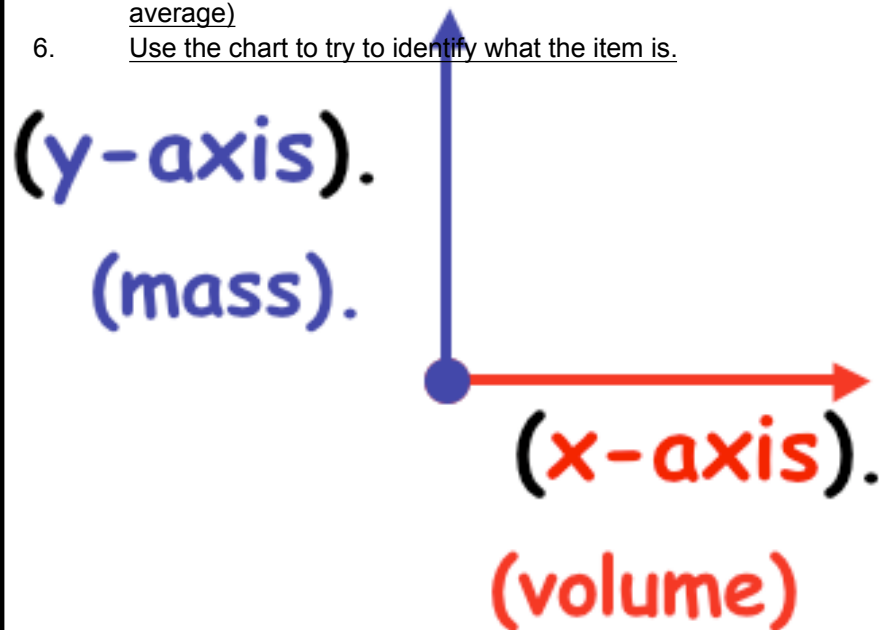 average)
6. Use the chart to try to identify what the item is.
(y-axis).
(mass).
(x-axis).
(volume)